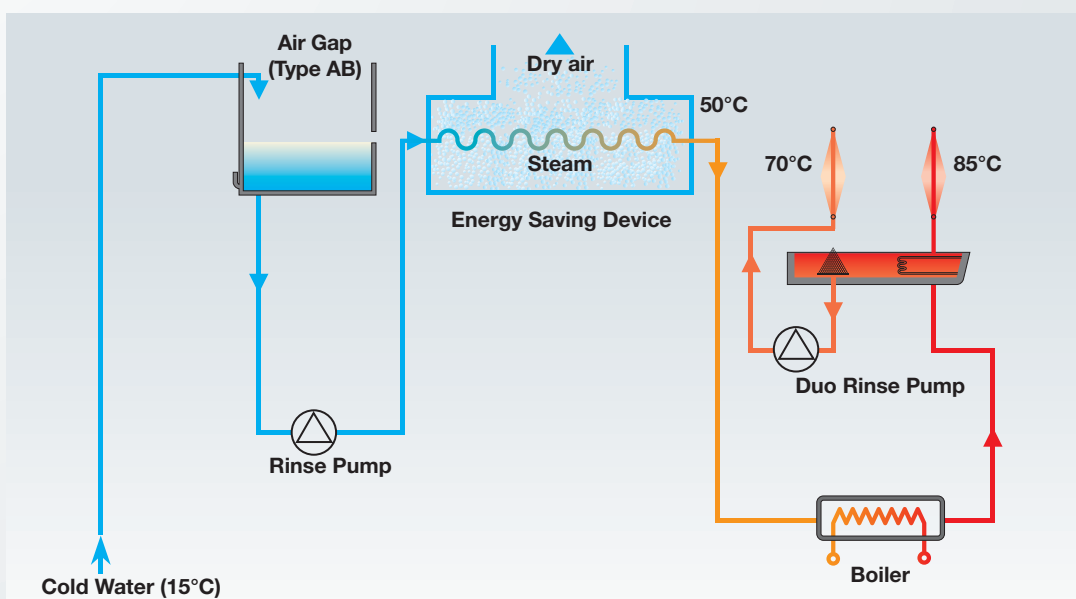 Air Gap
(Type AB)
Dry air
50°C
Steam
Energy Saving Device
70°C
85°C
Duo Rinse Pump
Rinse Pump
Boiler
Cold Water (15°C)